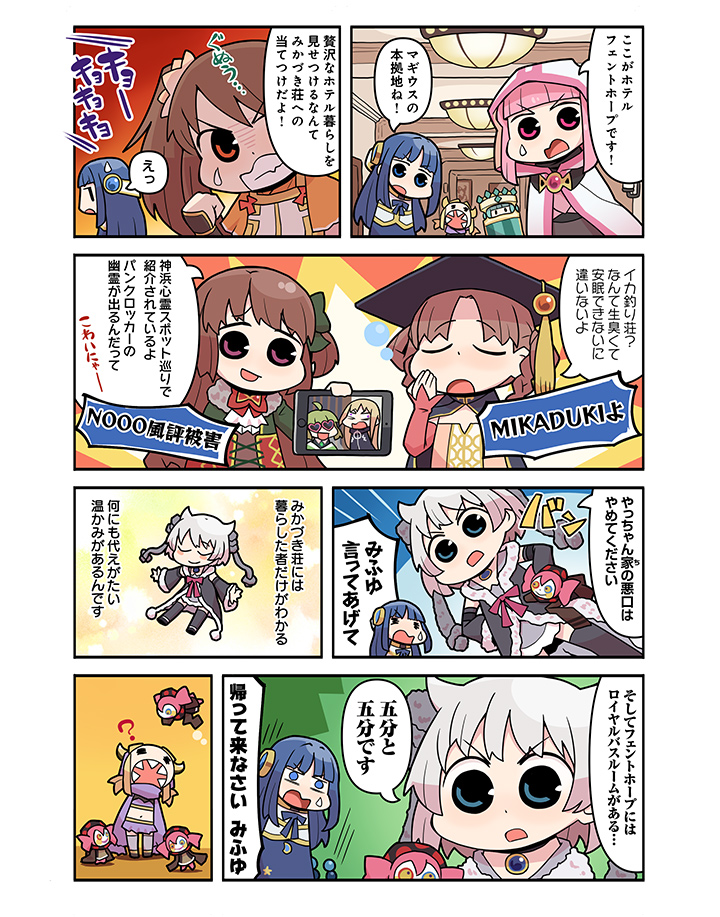 ここがホテル
フェントホープです!
マギウスの
本拠地ね!
贅沢なホテル暮らしを
見せつけるなんて
みかづき荘への
当てつけだよ!
ぐぬぅ…
えっ
キョー
キョキョキョ
イカ釣り荘?
なんて生臭くて
安眠できないに
違いないよ
MIKADUKIよ
神浜心霊スポット巡りで
紹介されているよ
パンクロッカーの
幽霊が出るんだって
こわいにゃー
NOOO風評被害
やっちゃん家の悪口は
ち
やめてください
バン
みふゆ
言ってあげて
みかづき荘には
暮らした者だけがわかる
何にも代えがたい
温かみがあるんです
そしてフェントホープには
ロイヤルバスルームがある…
五分と
五分です
帰って来なさい みふゆ
?